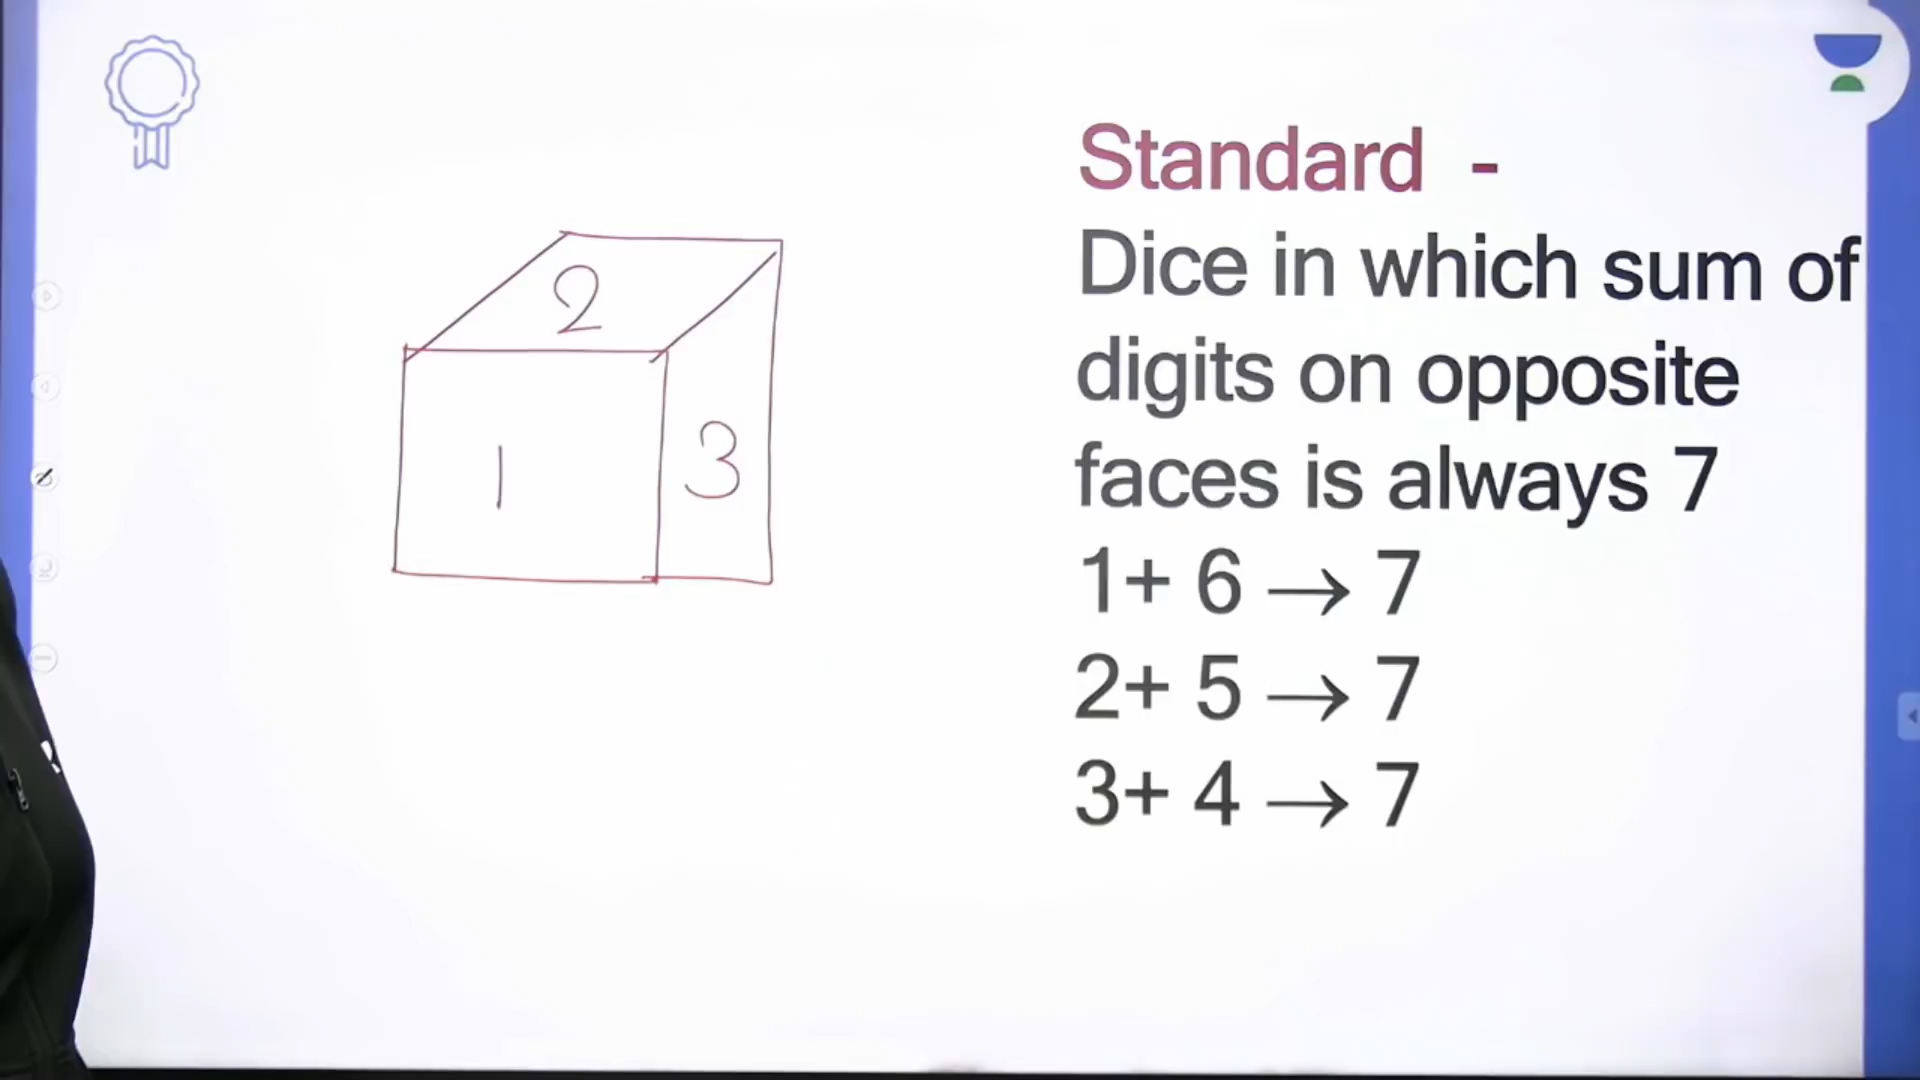 Standard -
Dice in which sum of
digits on opposite
faces is always 7
1+ 6 → 7
2+ 5 → 7
3+ 4 → 7
2
1
3